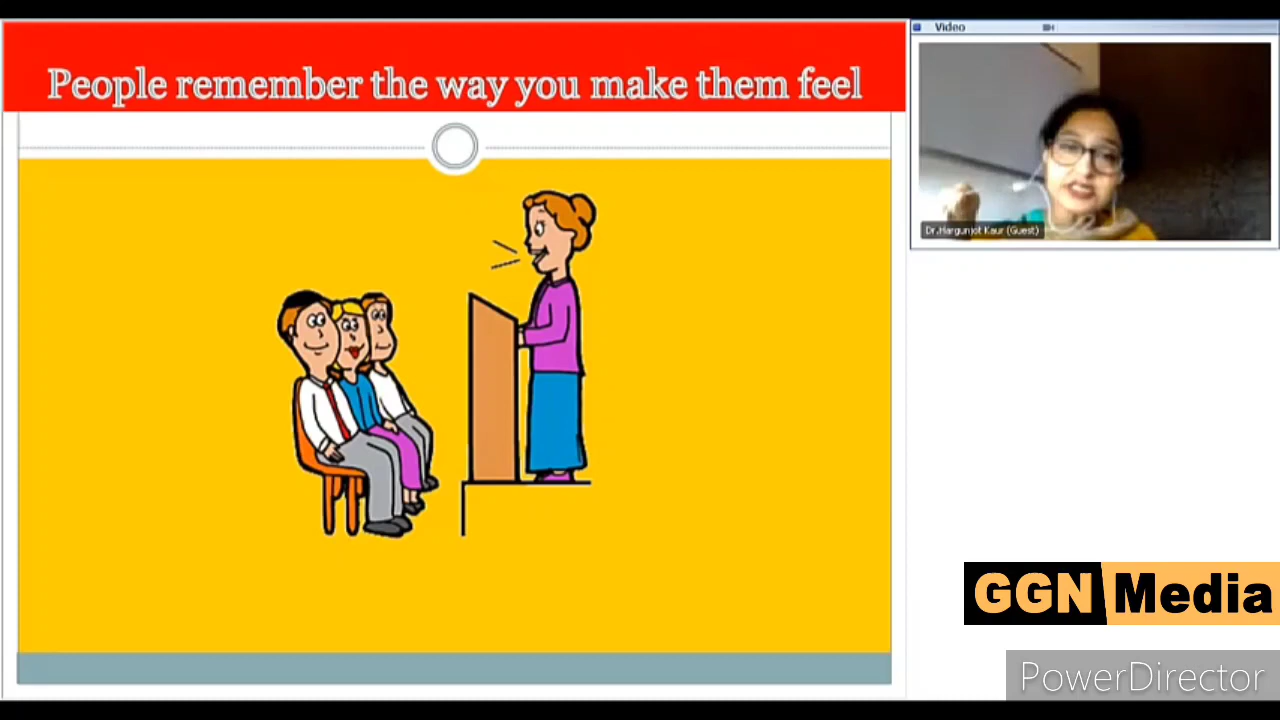 People remember the way you make them feel
Video
Dr.Hargunjot Kaur (Guest)
GGN Media
PowerDirector